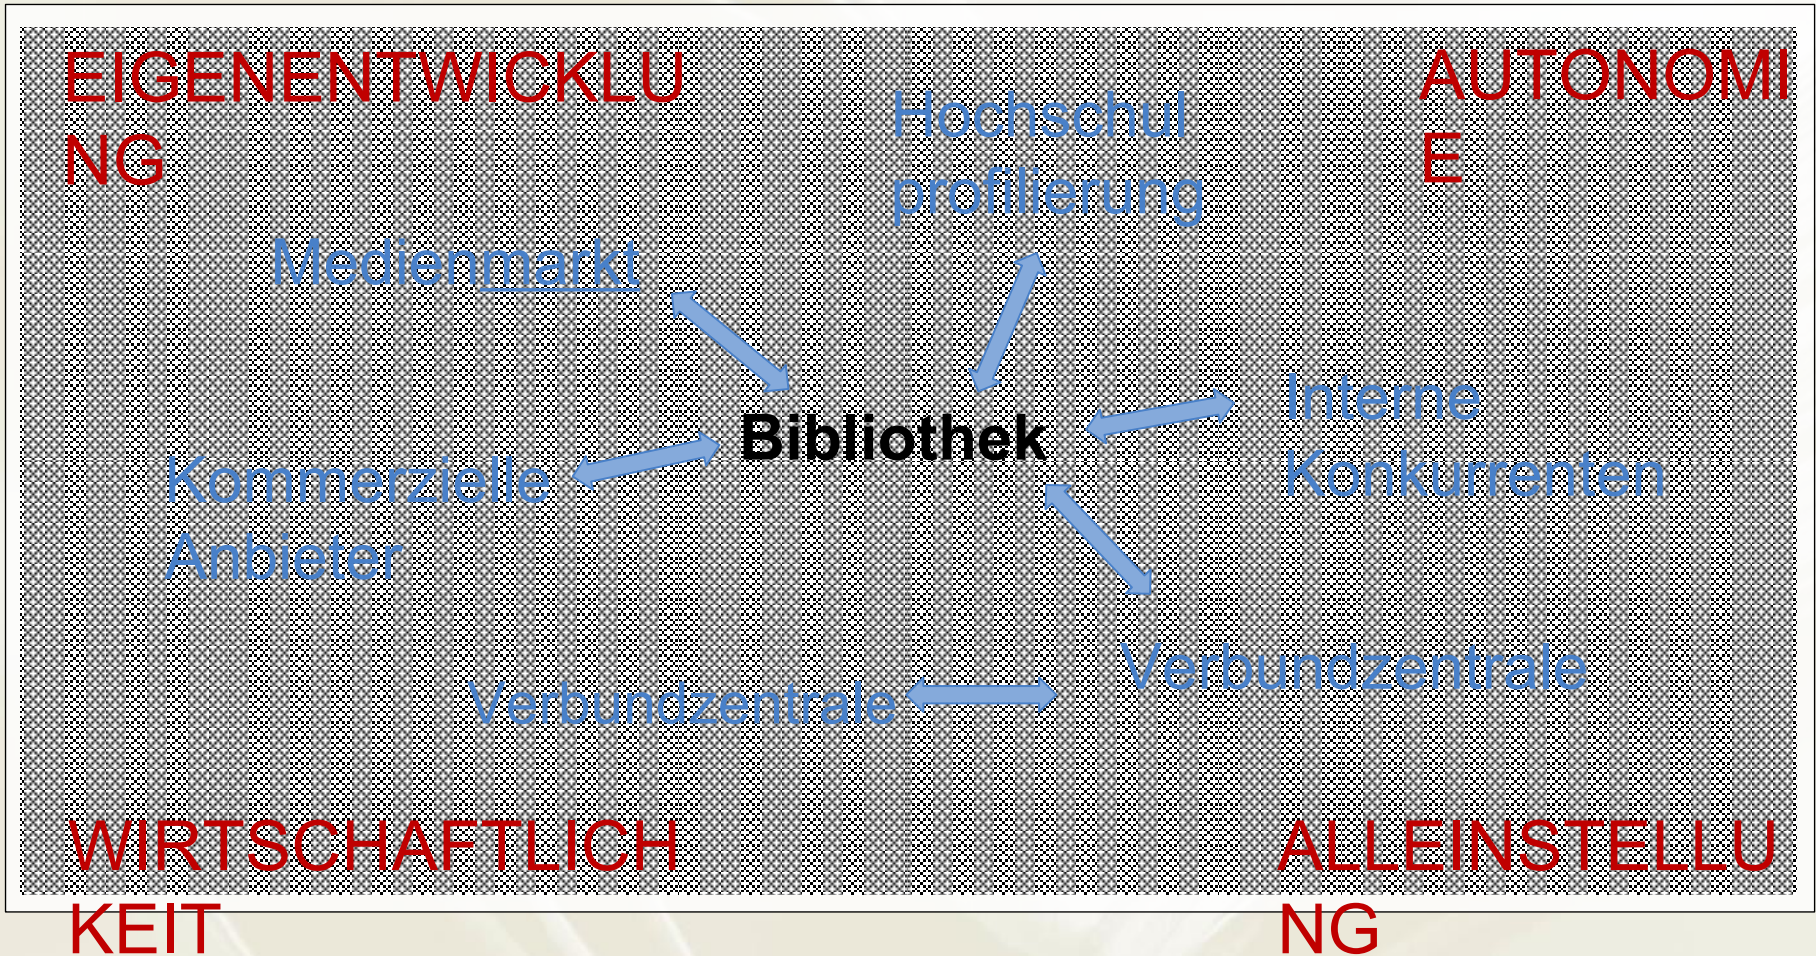 EIGENENTWICKLU
NG
AUTONOMI
E
Hochschul
profilierung
Medienmarkt
Bibliothek
Interne
Konkurrenten
Kommerzielle
Anbieter
Verbundzentrale
Verbundzentrale
WIRTSCHAFTLICH
KEIT
ALLEINSTELLU
NG